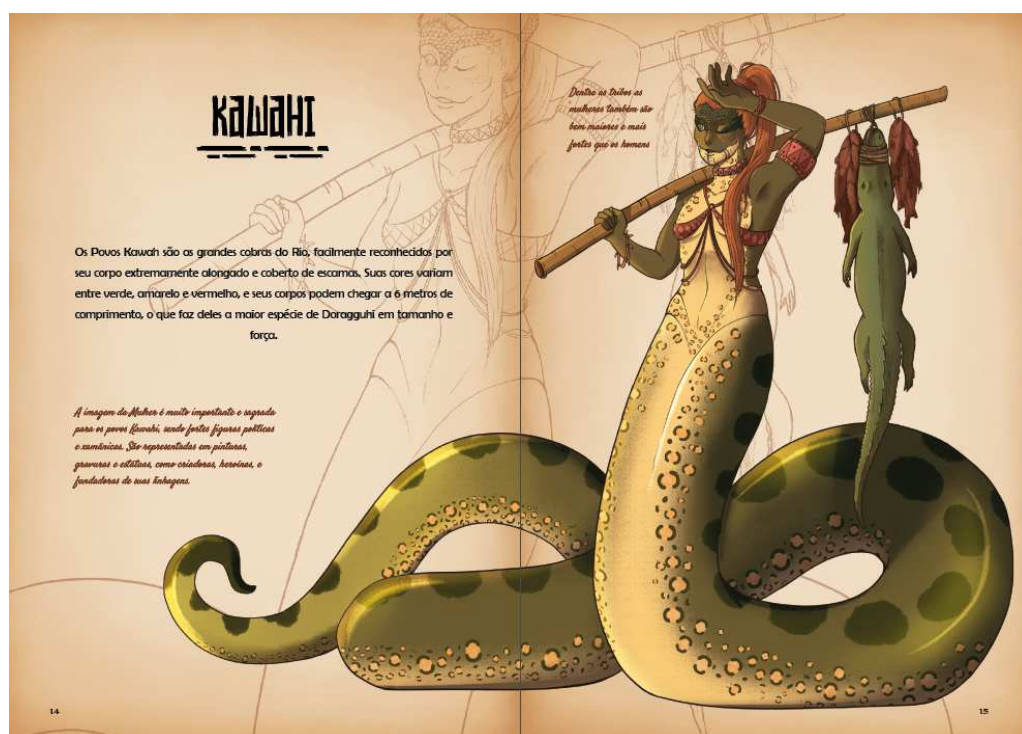 KAWAHI
Os Povos Kawah são as grandes cobras do Rio, facilmente reconhecidos por
seu corpo extremamente alongado e coberto de escamas. Suas cores variam
entre verde, amarelo e vermelho, e seus corpos podem chegar a 6 metros de
comprimento, o que faz deles a maior espécie de Doragguhi em tamanho e
força.
A imagem da Mulher é muito importante e sagrada
para os povos Kawahi, sendo fortes figuras políticas
e xamânicas. São representadas em pinturas,
gravuras e estátuas, como criadoras, heroínas, e
fundadoras de suas linhagens.
14
Dentre as tribos as
mulheres também são
bem maiores e mais
fortes que os homens
15